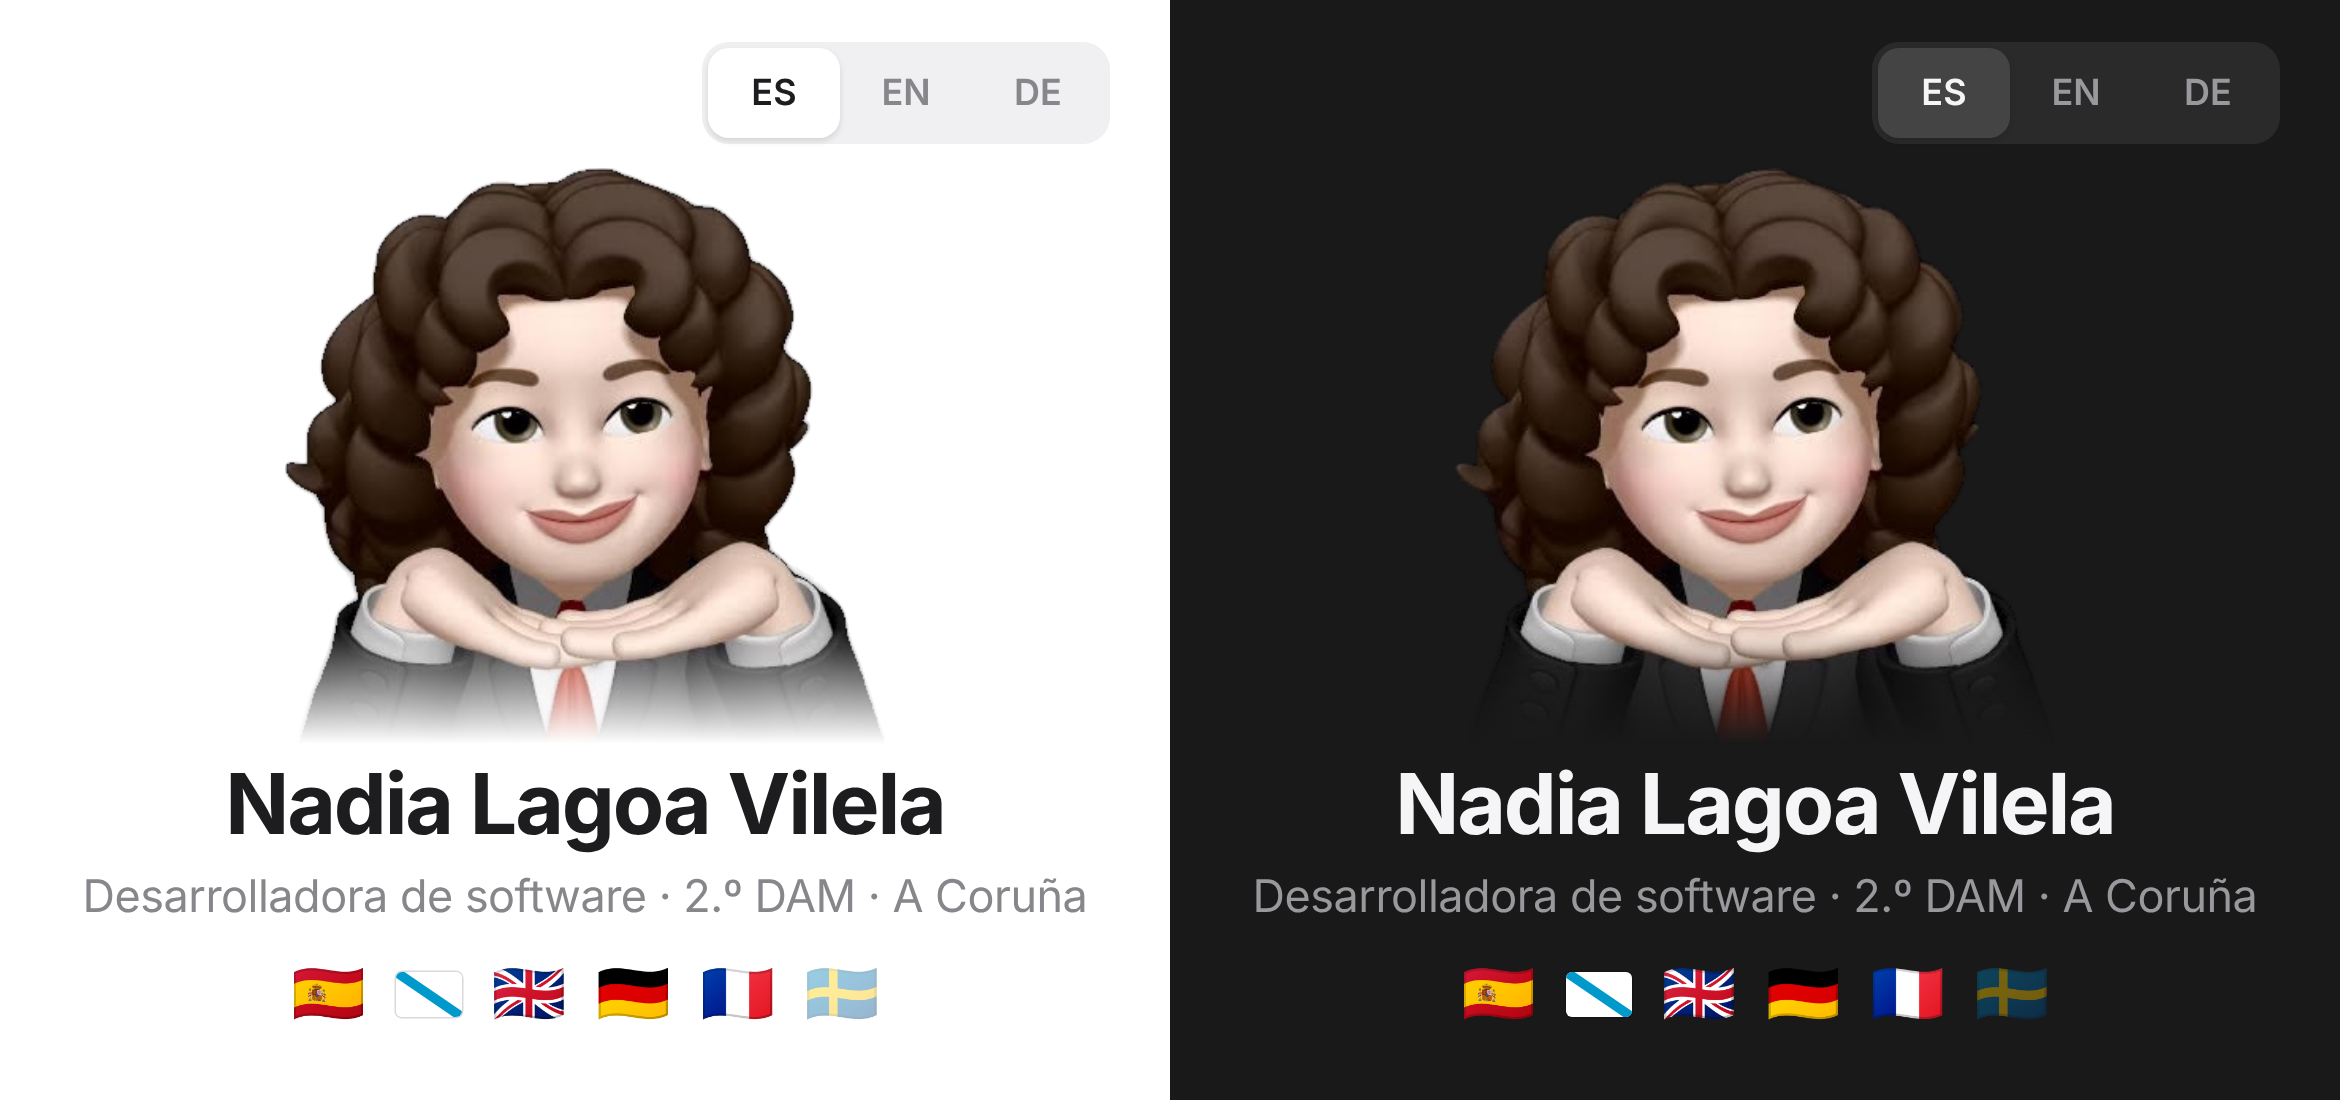 ES EN DE
Nadia Lagoa Vilela
Desarrolladora de software · 2.º DAM · A Coruña
ES EN DE
Nadia Lagoa Vilela
Desarrolladora de software · 2.º DAM · A Coruña